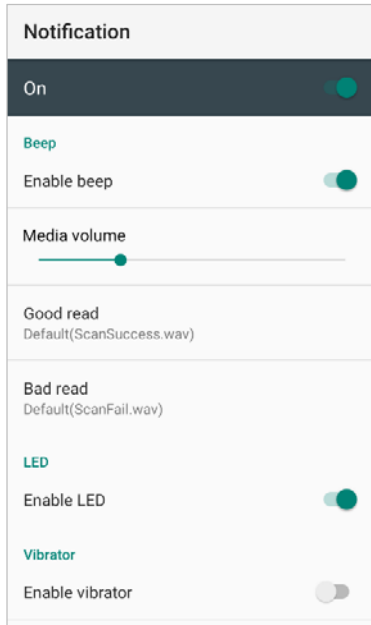 Notification
On
Beep
Enable beep
Media volume
Good read
Default(ScanSuccess.wav)
Bad read
Default(ScanFail.wav)
LED
Enable LED
Vibrator
Enable vibrator